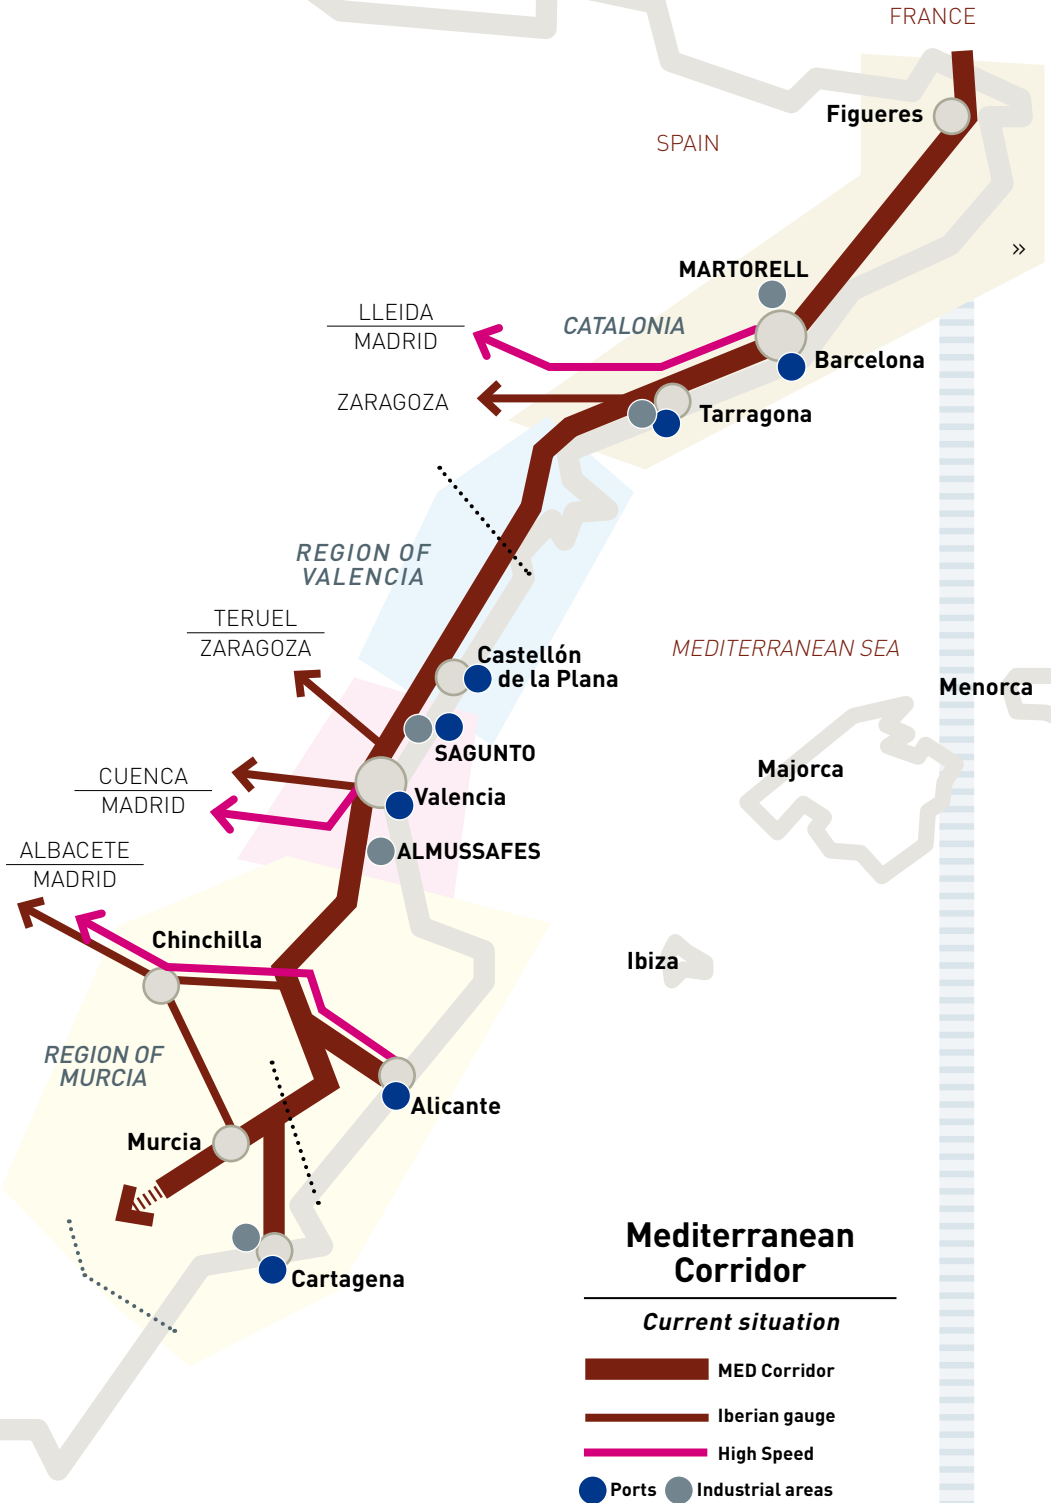 FRANCE
Figueres
SPAIN
»
MARTORELL
LLEIDA
MADRID
CATALONIA
Barcelona
ZARAGOZA
Tarragona
REGION OF
VALENCIA
TERUEL
ZARAGOZA
MEDITERRANEAN SEA
Castellón
de la Plana
Menorca
SAGUNTO
Majorca
CUENCA
MADRID
Valencia
ALBACETE
MADRID
ALMUSSAFES
Chinchilla
Ibiza
REGION OF
MURCIA
Alicante
Murcia
Cartagena
Mediterranean
Corridor
Current situation
MED Corridor
Iberian gauge
High Speed
Ports
Industrial areas